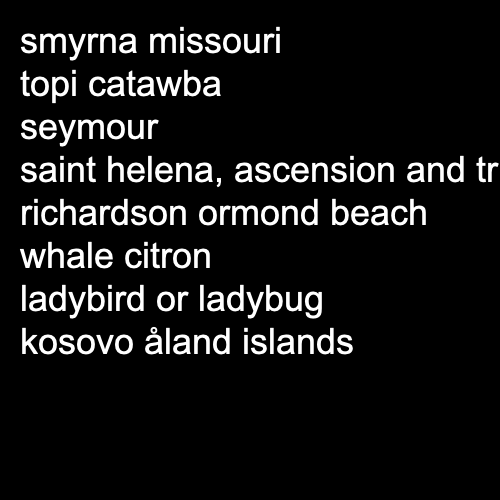 smyrna missouri
topi catawba
seymour
saint helena, ascension and tr
richardson ormond beach
whale citron
ladybird or ladybug
kosovo åland islands